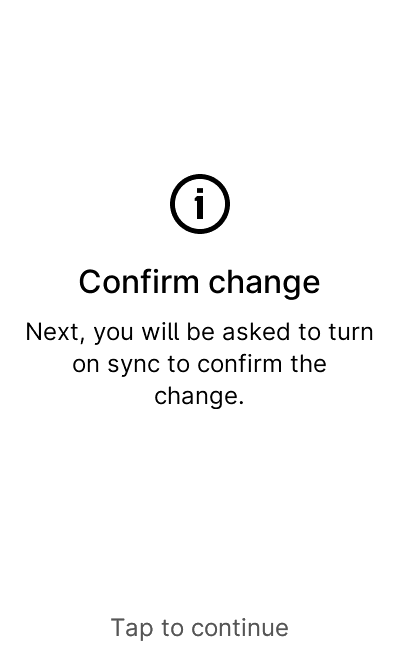 Confirm change
Next, you will be asked to turn
on sync to confirm the
change.
Tap to continue